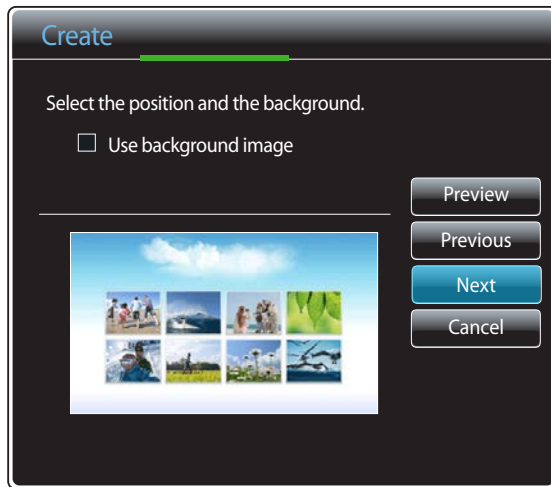 Create
Select the position and the background.
Use background image
Preview
Previous
Next
Cancel